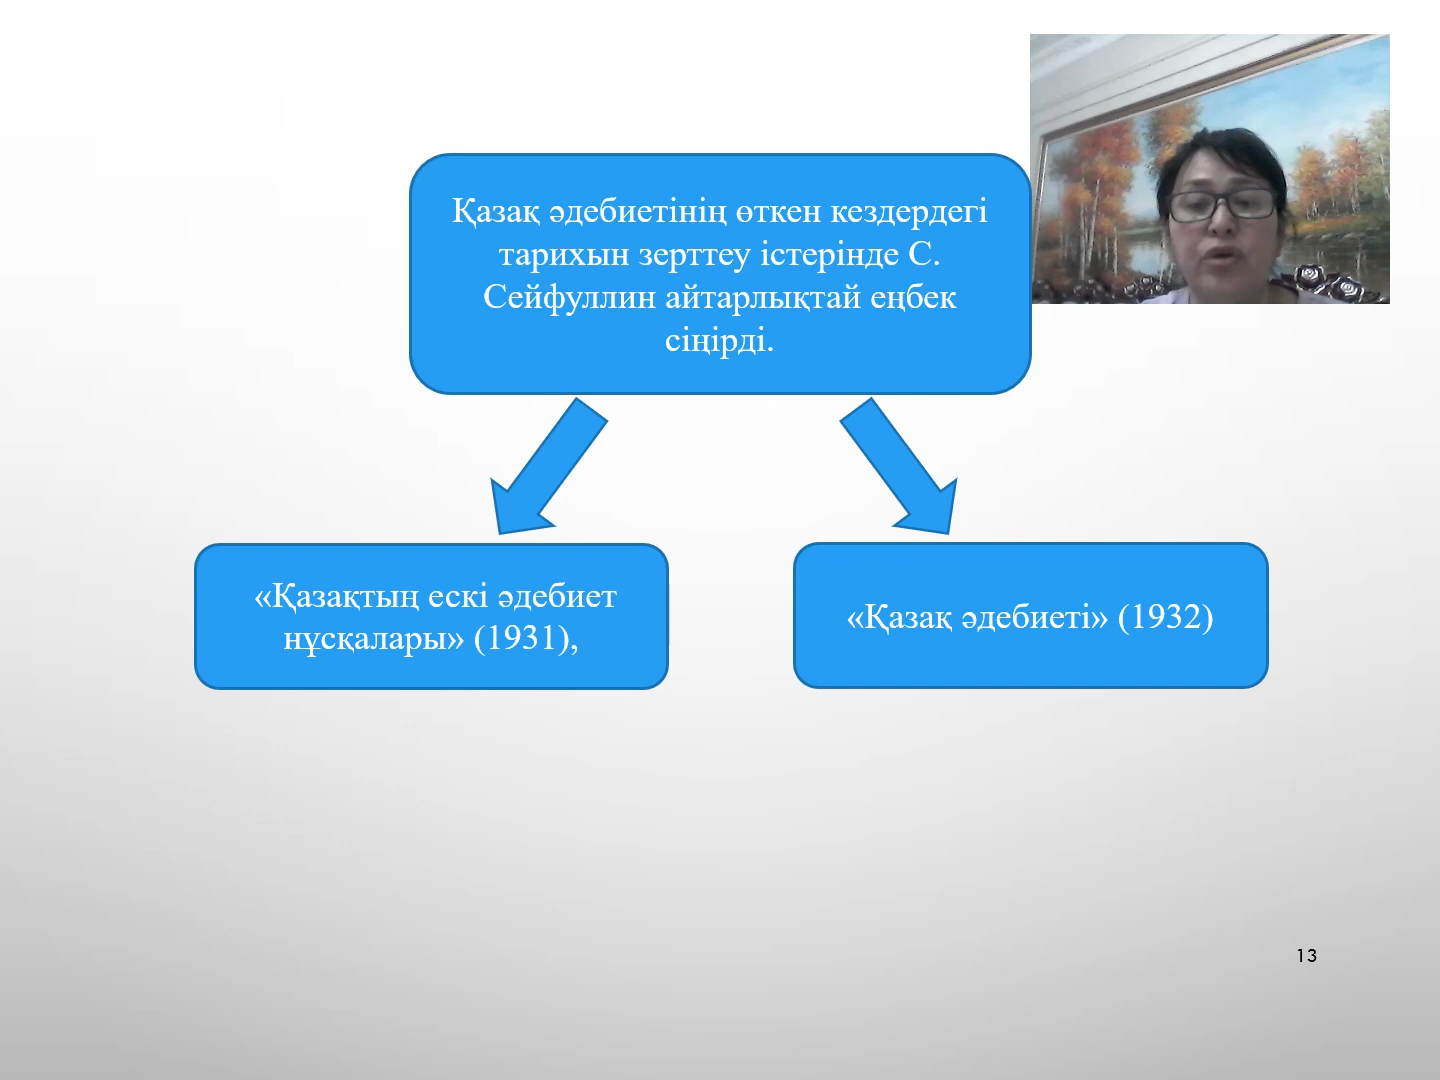 Қазақ әдебиетінің өткен кездердегі
тарихын зерттеу істерінде С.
Сейфуллин айтарлықтай еңбек
сіңірді.
«Қазақтың ескі әдебиет
нұсқалары» (1931),
«Қазақ әдебиеті» (1932)
13